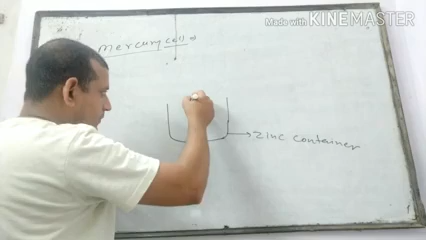 Made with KINEMASTER
Mercury cell ⇒
→ Zinc container